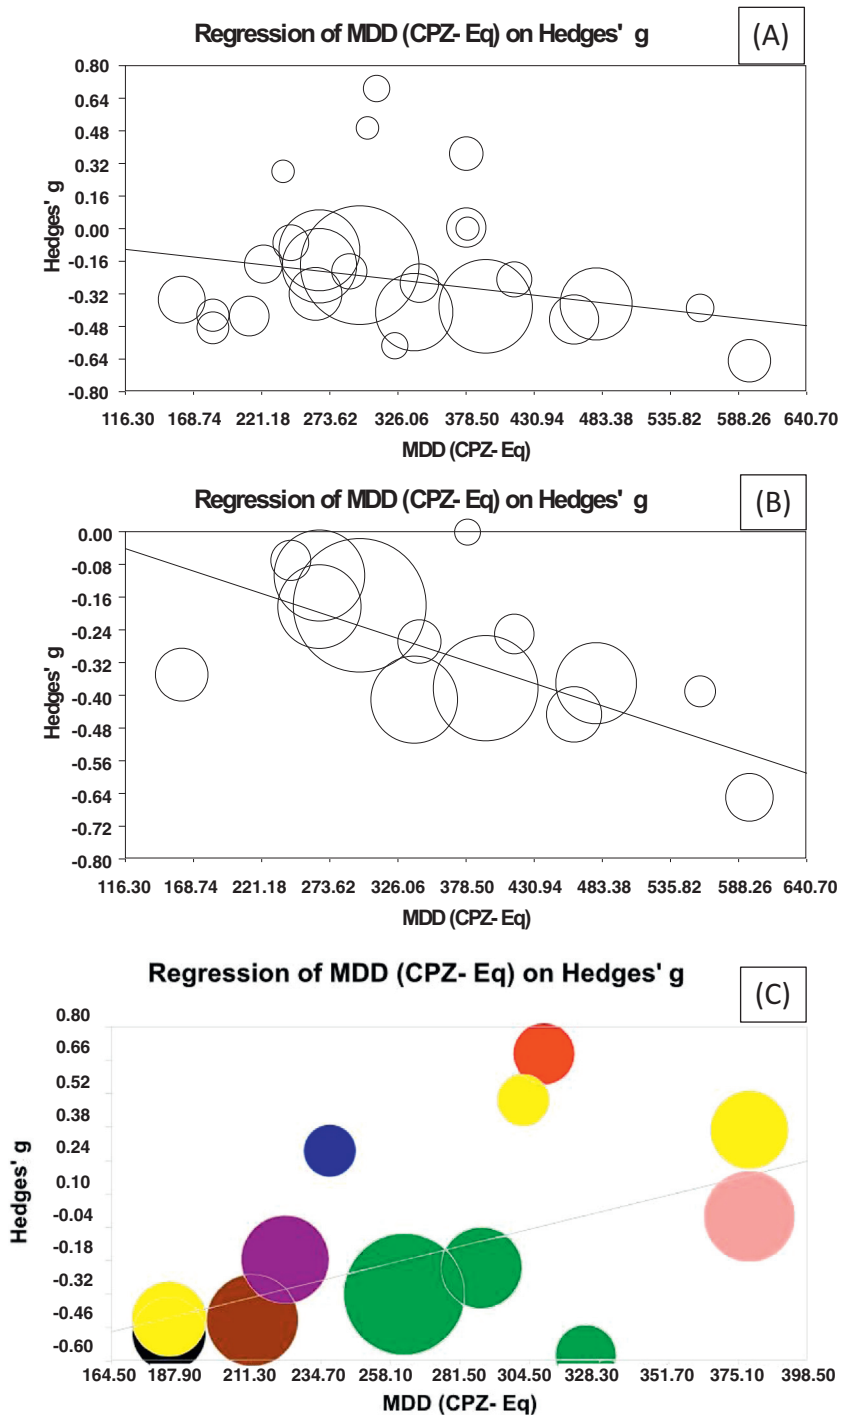 Regression of MDD (CPZ- Eq) on Hedges' g
(A)
0.80
0.64
0.48
0.32
0.16
0.00
-0.16
-0.32
-0.48
-0.64
-0.80
Hedges' g
116.30 168.74 221.18 273.62 326.06 378.50 430.94 483.38 535.82 588.26 640.70
MDD (CPZ- Eq)
Regression of MDD (CPZ- Eq) on Hedges' g
(B)
0.00
-0.08
-0.16
-0.24
-0.32
-0.40
-0.48
-0.56
-0.64
-0.72
-0.80
Hedges' g
116.30 168.74 221.18 273.62 326.06 378.50 430.94 483.38 535.82 588.26 640.70
MDD (CPZ- Eq)
Regression of MDD (CPZ- Eq) on Hedges' g
(C)
0.80
0.66
0.52
0.38
0.24
0.10
-0.04
-0.18
-0.32
-0.46
-0.60
Hedges' g
164.50 187.90 211.30 234.70 258.10 281.50 304.50 328.30 351.70 375.10 398.50
MDD (CPZ- Eq)